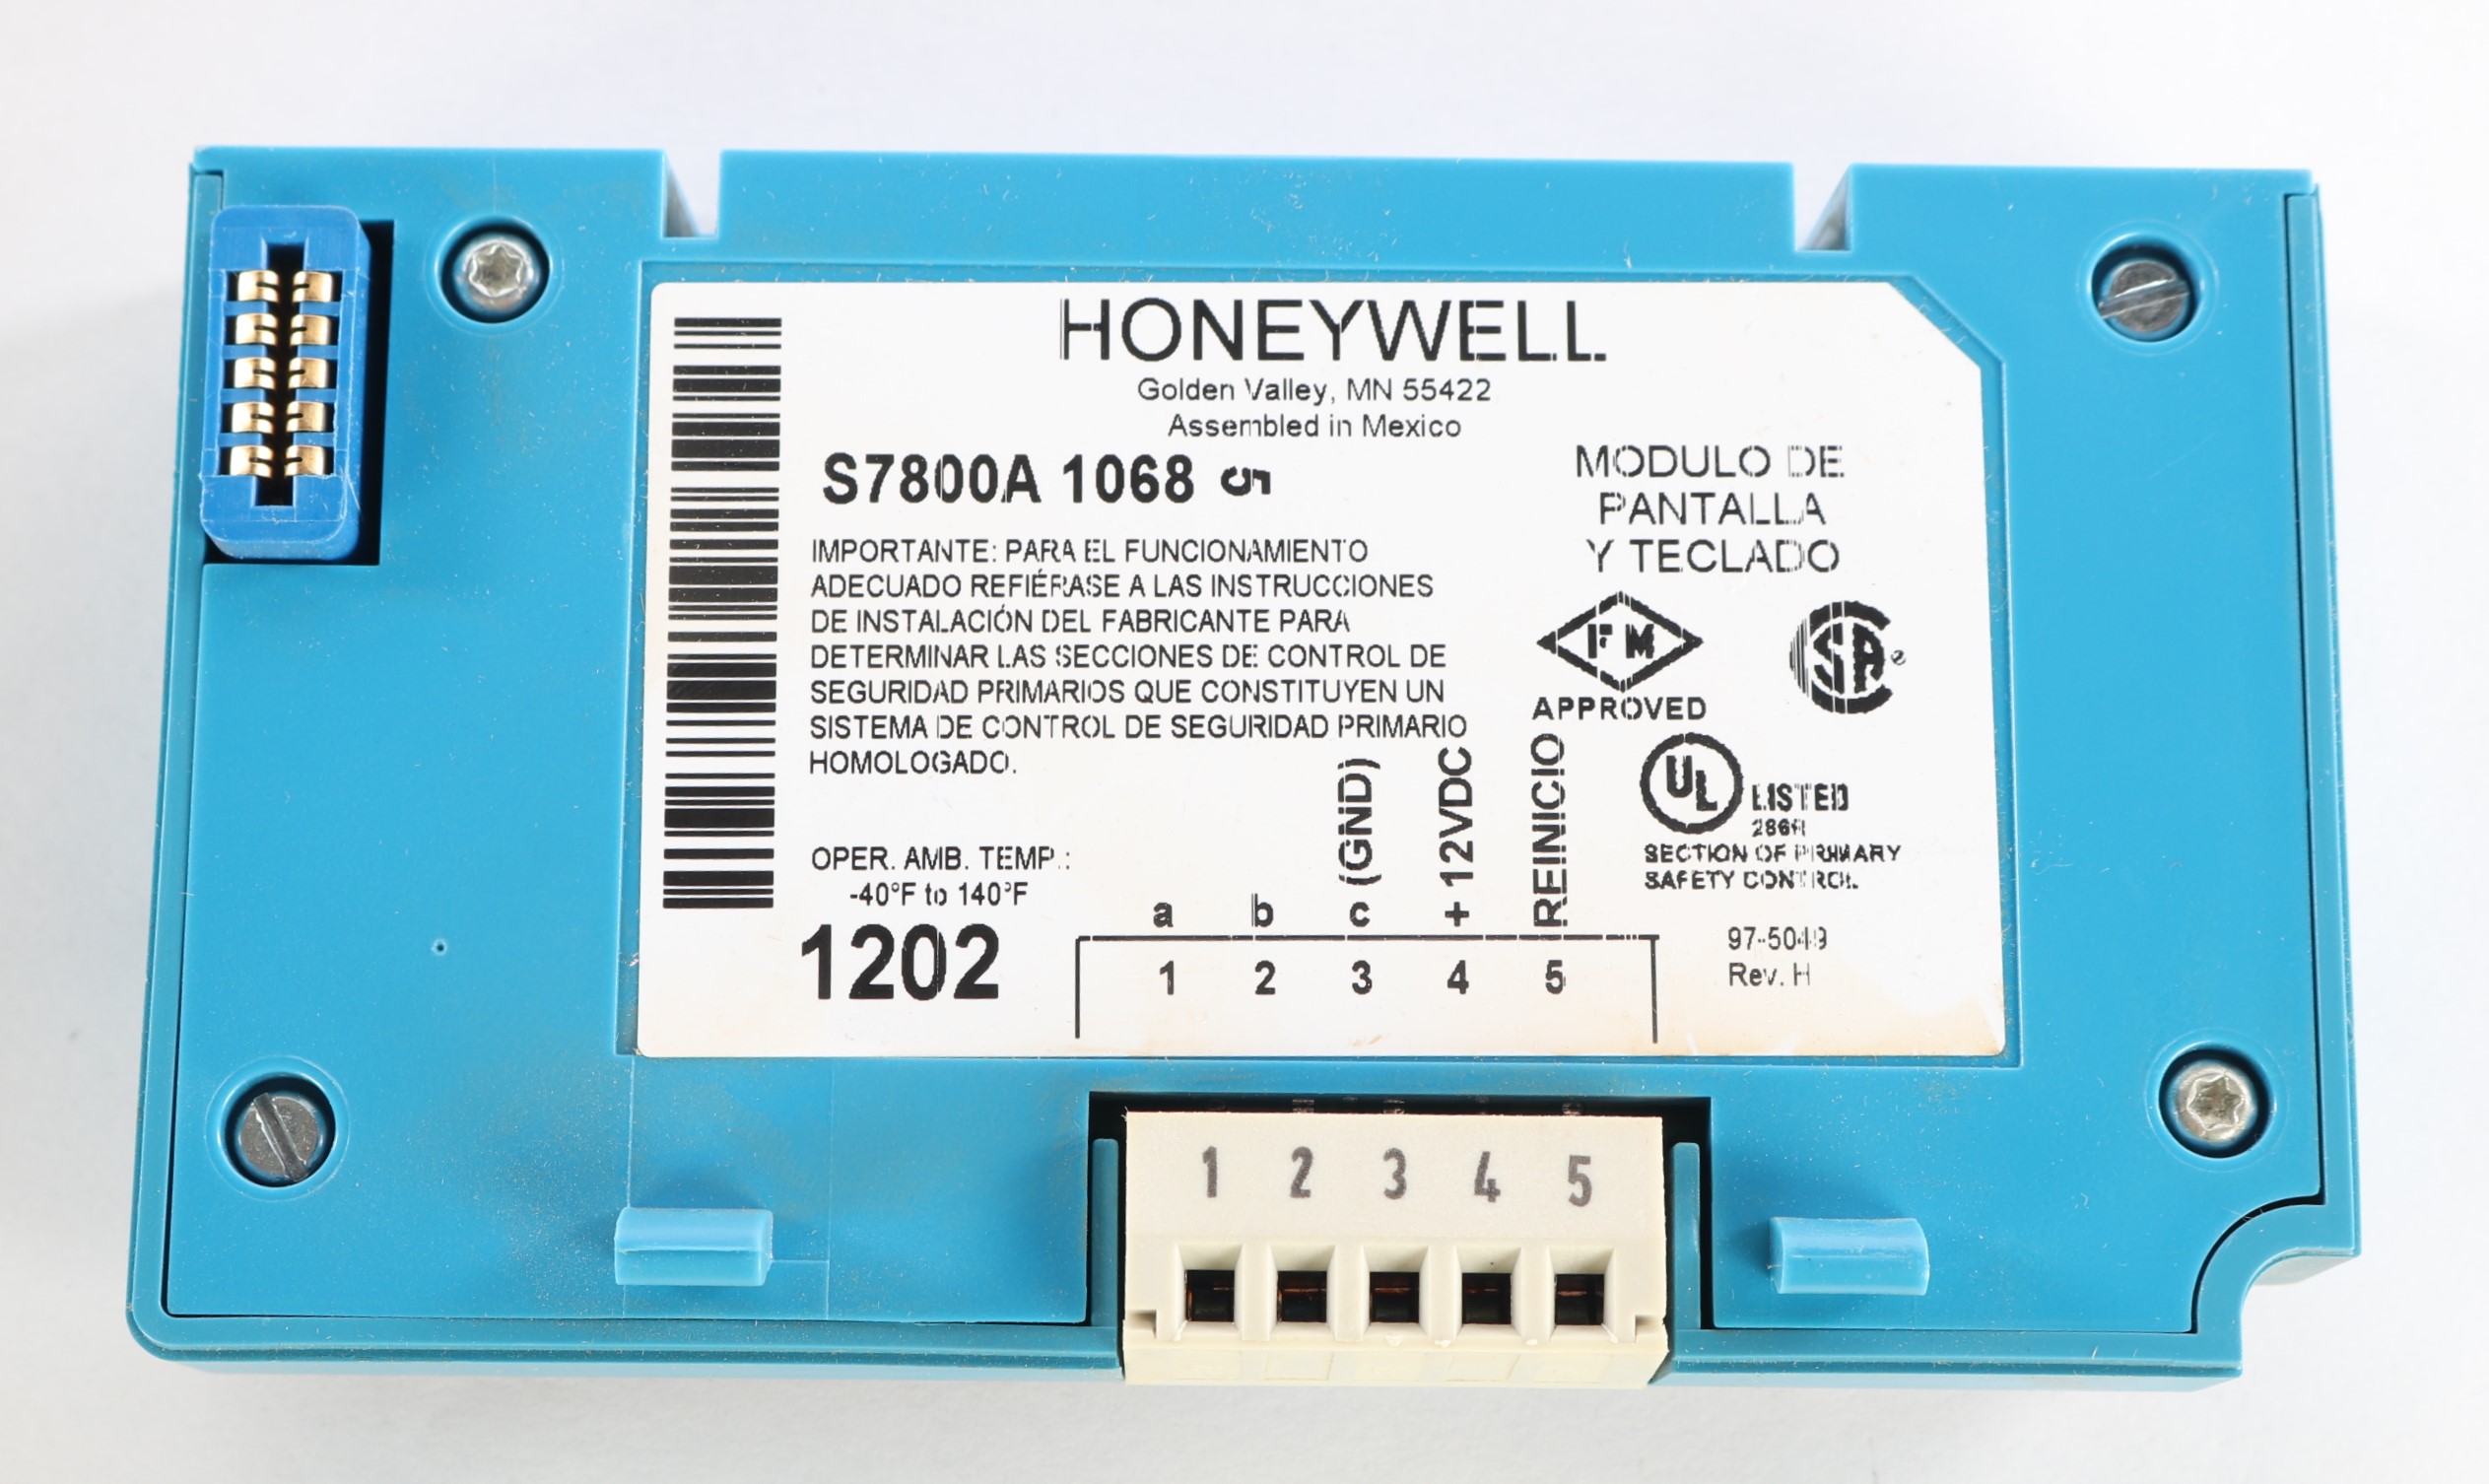 HONEYWELL
Golden Valley, MN 55422
Assembled in Mexico
S7800A 1068 5
MODULO DE
PANTALLA
Y TECLADO
IMPORTANTE: PARA EL FUNCIONAMIENTO
ADECUADO REFIÉRASE A LAS INSTRUCCIONES
DE INSTALACIÓN DEL FABRICANTE PARA
DETERMINAR LAS SECCIONES DE CONTROL DE
SEGURIDAD PRIMARIOS QUE CONSTITUYEN UN
SISTEMA DE CONTROL DE SEGURIDAD PRIMARIO
HOMOLOGADO.
FM
APPROVED
SA
UL LISTED
SECTION OF PRIMARY
SAFETY CONTROL
OPER. AMB. TEMP.:
-40°F to 140°F
1202
a b c (GND) + 12VDC REINICIO
1 2 3 4 5
97-5049
Rev. H
1 2 3 4 5